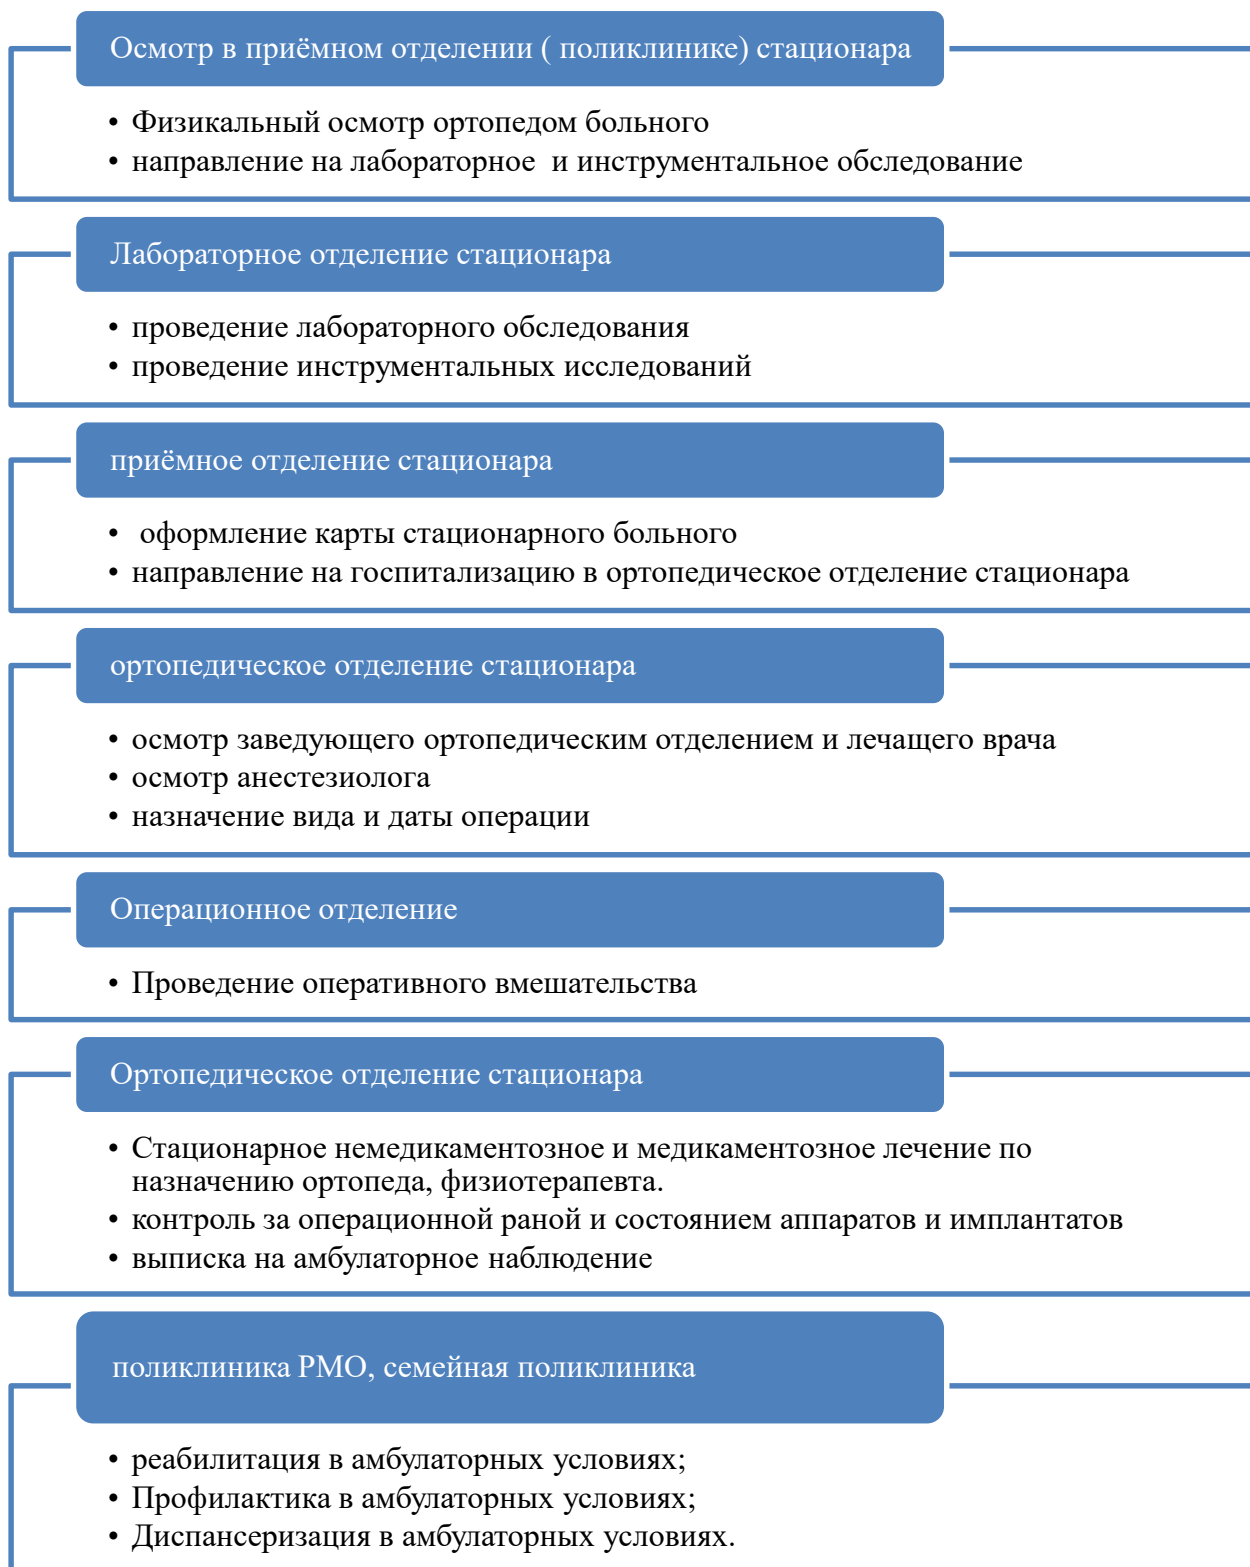 Осмотр в приёмном отделении ( поликлинике) стационара
• Физикальный осмотр ортопедом больного
• направление на лабораторное и инструментальное обследование
Лабораторное отделение стационара
• проведение лабораторного обследования
• проведение инструментальных исследований
приёмное отделение стационара
• оформление карты стационарного больного
• направление на госпитализацию в ортопедическое отделение стационара
ортопедическое отделение стационара
• осмотр заведующего ортопедическим отделением и лечащего врача
• осмотр анестезиолога
• назначение вида и даты операции
Операционное отделение
• Проведение оперативного вмешательства
Ортопедическое отделение стационара
• Стационарное немедикаментозное и медикаментозное лечение по
назначению ортопеда, физиотерапевта.
• контроль за операционной раной и состоянием аппаратов и имплантатов
• выписка на амбулаторное наблюдение
поликлиника РМО, семейная поликлиника
• реабилитация в амбулаторных условиях;
• Профилактика в амбулаторных условиях;
• Диспансеризация в амбулаторных условиях.